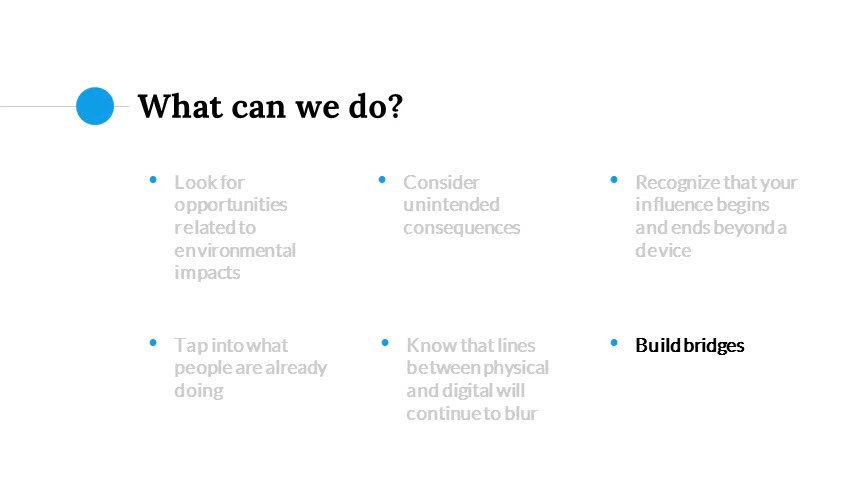 What can we do?
• Look for
opportunities
related to
environmental
impacts
• Consider
unintended
consequences
• Recognize that your
influence begins
and ends beyond a
device
• Tap into what
people are already
doing
• Know that lines
between physical
and digital will
continue to blur
• Build bridges